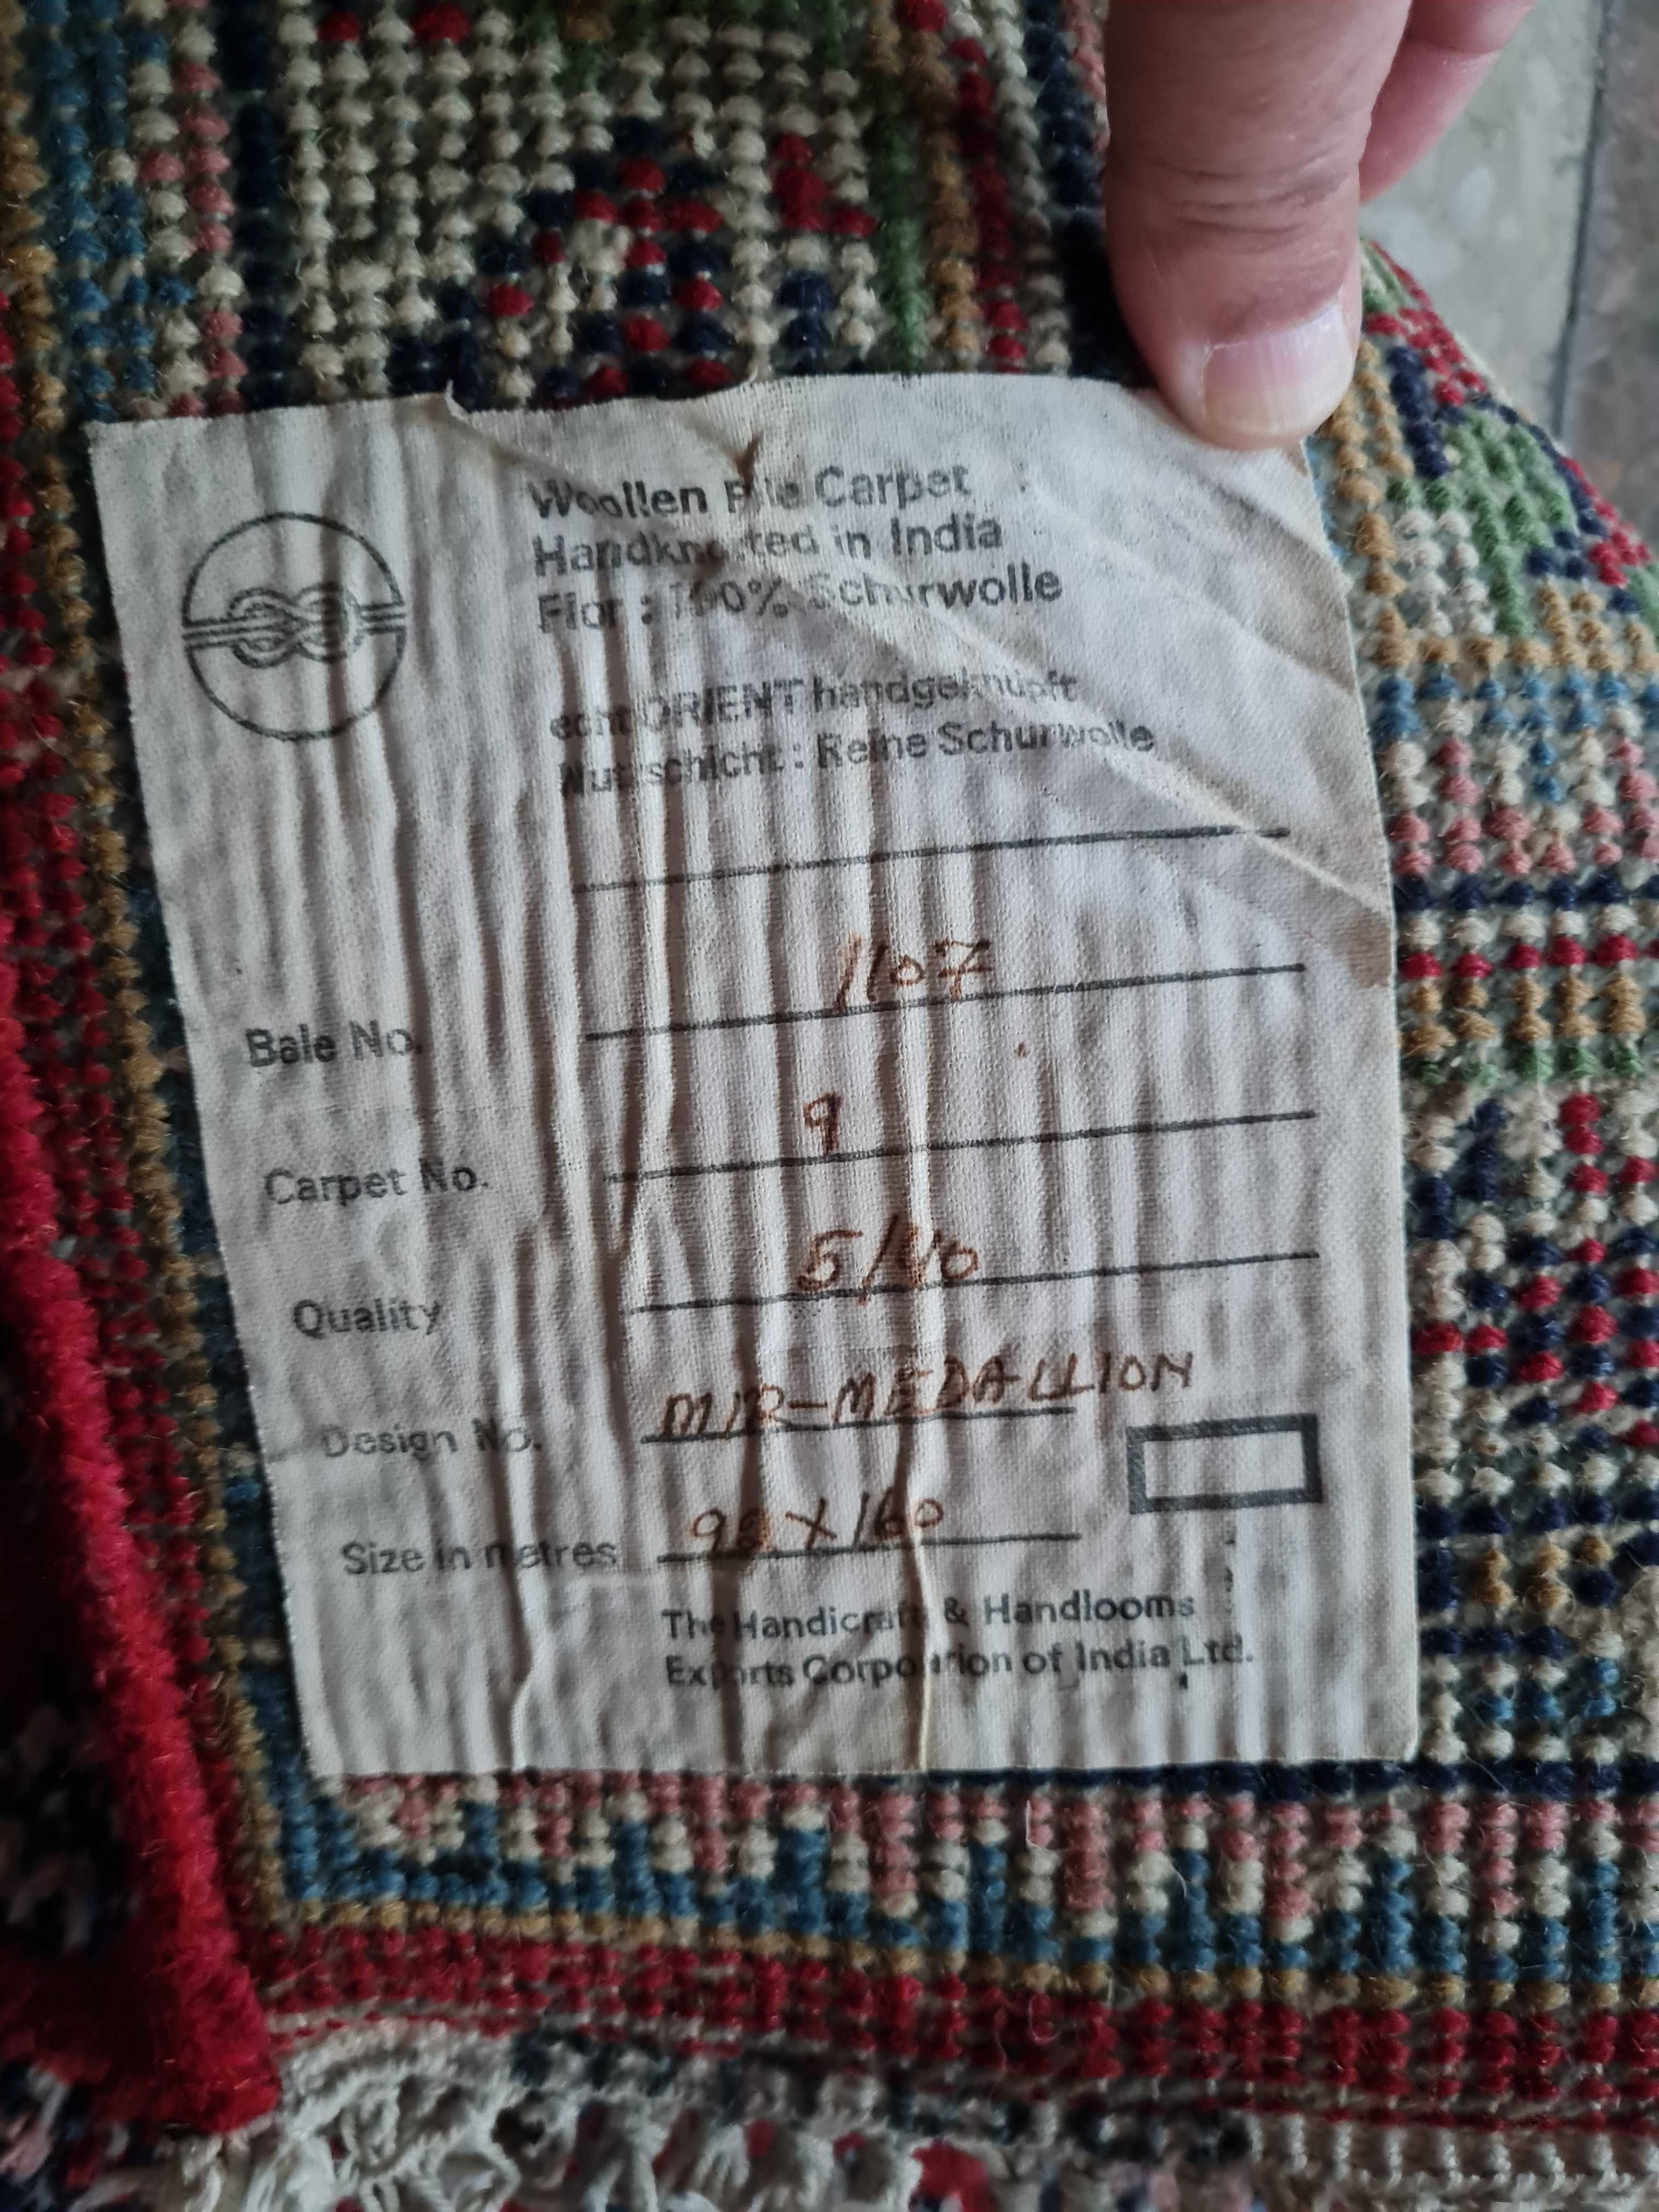 Woollen Pile Carpet
Handknotted in India
Flor : 100% Schurwolle
echt ORIENT handgeknüpft
Nutzschicht : Reine Schurwolle
Bale No. 1107
Carpet No. 9
Quality 5/40
Design No. MIR-MEDALLION
Size in metres X 160
The Handicrafts & Handlooms
Exports Corporation of India Ltd.